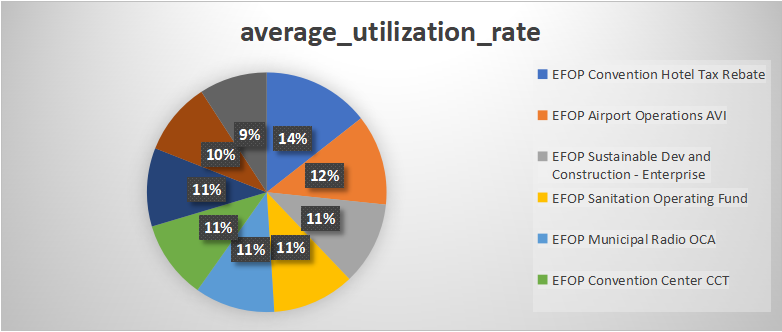 average_utilization_rate
14%
12%
11%
11%
11%
11%
11%
10%
9%
EFOP Convention Hotel Tax Rebate
EFOP Airport Operations AVI
EFOP Sustainable Dev and
Construction - Enterprise
EFOP Sanitation Operating Fund
EFOP Municipal Radio OCA
EFOP Convention Center CCT